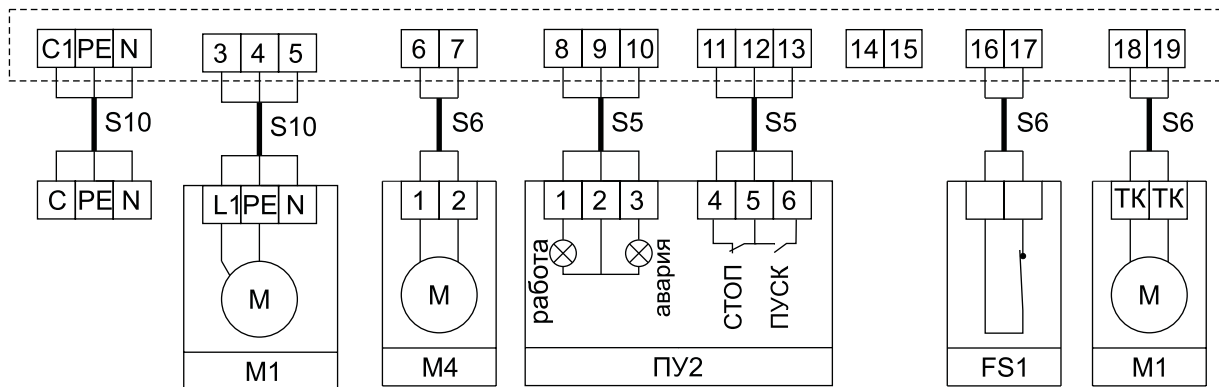 C1 PE N 3 4 5 6 7 8 9 10 11 12 13 14 15 16 17 18 19
S10 S10 S6 S5 S5 S6 S6
C PE N L1 PE N 1 2 1 2 3 4 5 6 ТК ТК
работа авария СТОП ПУСК
M M M
M1 M4 ПУ2 FS1 M1